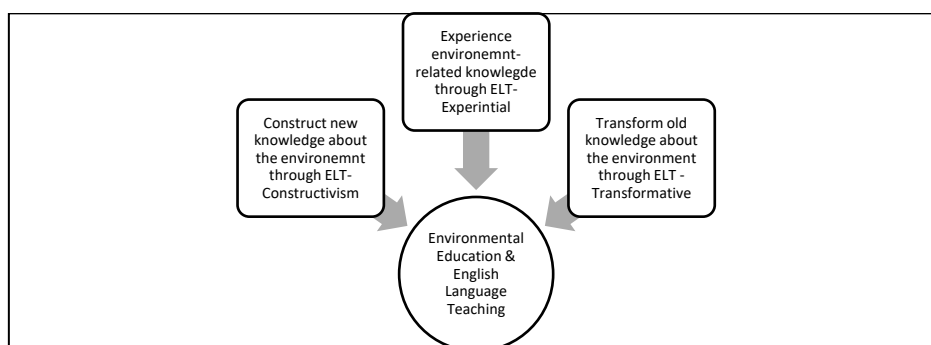 Experience
environemnt-
related knowlegde
through ELT-
Experintial
Construct new
knowledge about
the environemnt
through ELT-
Constructivism
Transform old
knowledge about
the environment
through ELT -
Transformative
Environmental
Education &
English
Language
Teaching